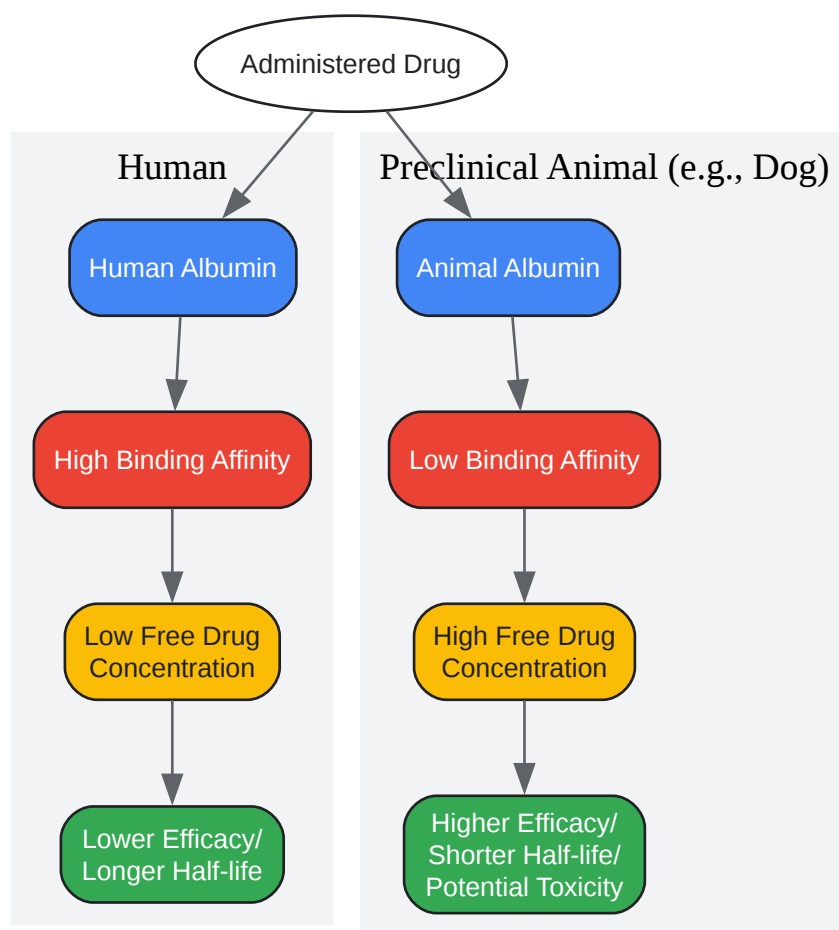 Administered Drug
Human
Human Albumin
High Binding Affinity
Low Free Drug
Concentration
Lower Efficacy/
Longer Half-life
Preclinical Animal (e.g., Dog)
Animal Albumin
Low Binding Affinity
High Free Drug
Concentration
Higher Efficacy/
Shorter Half-life/
Potential Toxicity